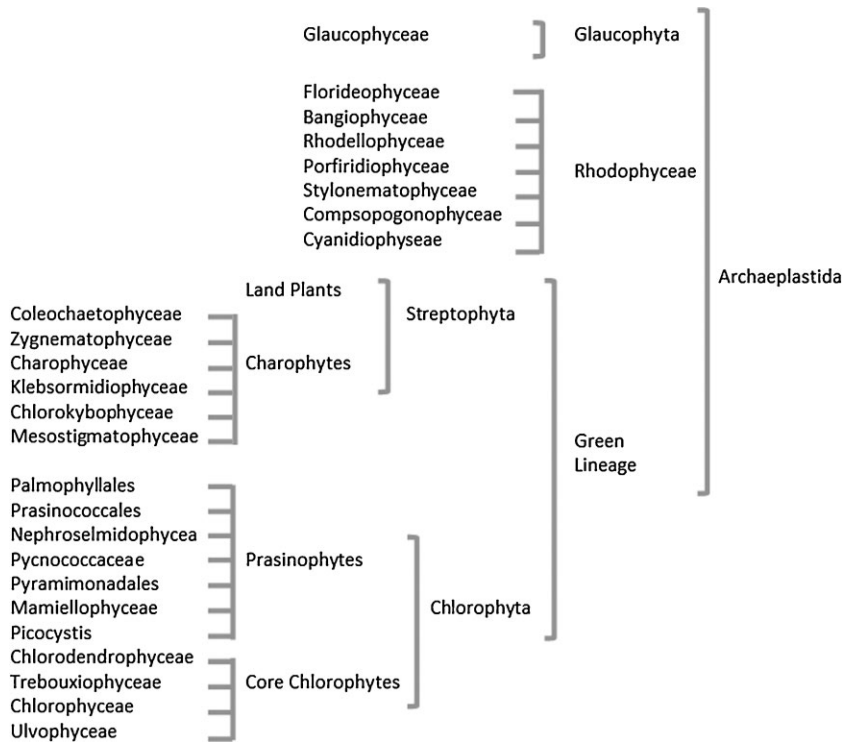 Glaucophyceae Glaucophyta
Florideophyceae
Bangiophyceae
Rhodellophyceae
Porfiridiophyceae Rhodophyceae
Stylonematophyceae
Compsopogonophyceae
Cyanidiophyseae
Archaeplastida
Land Plants
Coleochaetophyceae Streptophyta
Zygnematophyceae
Charophyceae Charophytes
Klebsormidiophyceae
Chlorokybophyceae
Mesostigmatophyceae
Green
Lineage
Palmophyllales
Prasinococcales
Nephroselmidophycea
Pycnococcaceae Prasinophytes
Pyramimonadales
Mamiellophyceae Chlorophyta
Picocystis
Chlorodendrophyceae
Trebouxiophyceae Core Chlorophytes
Chlorophyceae
Ulvophyceae